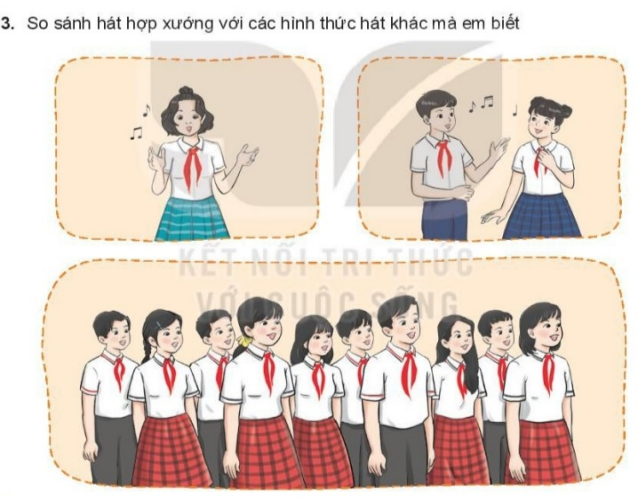 3. So sánh hát hợp xướng với các hình thức hát khác mà em biết
KẾT NỐI TRI THỨC
VỚI CUỘC SỐNG